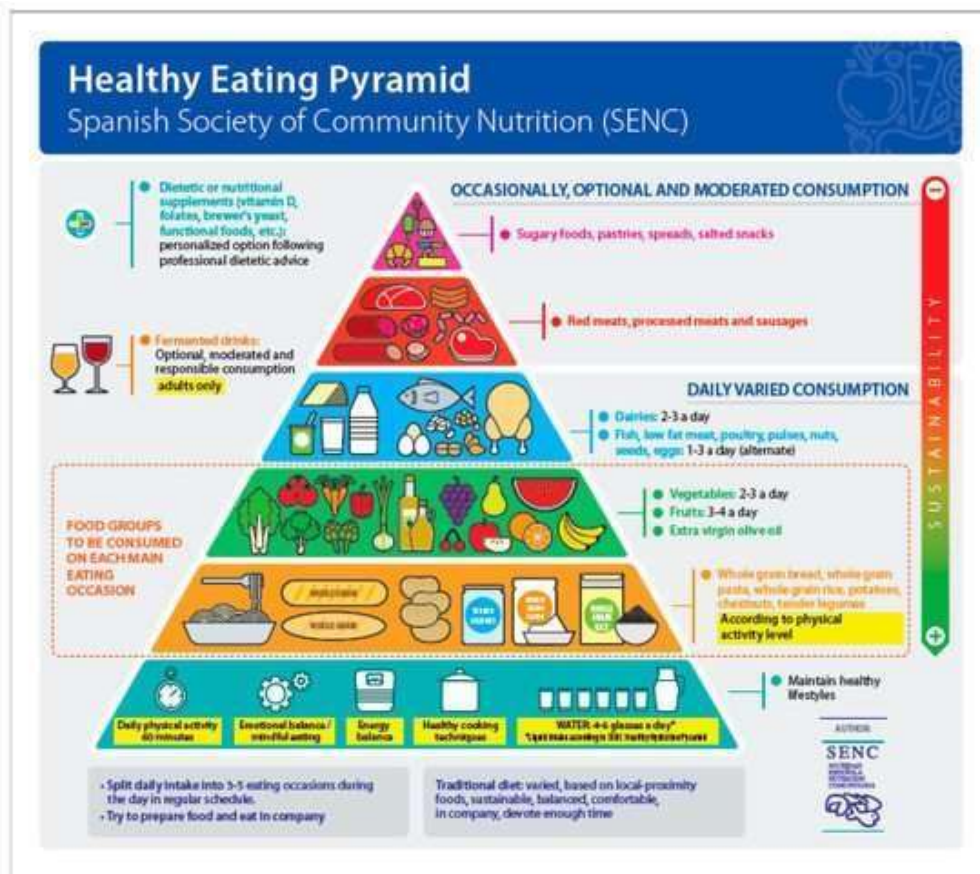 Healthy Eating Pyramid
Spanish Society of Community Nutrition (SENC)
Dietetic or nutritional
supplements (vitamin D,
folates, brewer's yeast,
functional foods, etc.):
personalized option following
professional dietetic advice
OCCASIONALLY, OPTIONAL AND MODERATED CONSUMPTION
Sugary foods, pastries, spreads, salted snacks
Fermented drinks:
Optional, moderated and
responsible consumption
adults only
Red meats, processed meats and sausages
DAILY VARIED CONSUMPTION
Dairies: 2-3 a day
Fish, low fat meat, poultry, pulses, nuts,
seeds, eggs: 1-3 a day (alternate)
SUSTAINABILITY
FOOD GROUPS
TO BE CONSUMED
ON EACH MAIN
EATING
OCCASION
Vegetables: 2-3 a day
Fruits: 3-4 a day
Extra virgin olive oil
Whole grain bread, whole grain
pasta, whole grain rice, potatoes,
chestnuts, tender legumes
According to physical
activity level
WHOLE GRAIN
Maintain healthy
lifestyles
Daily physical activity
60 minutes
Emotional balance /
mindful eating
Energy
balance
Healthy cooking
techniques
WATER: 4-6 glasses a day*
• Split daily intake into 3-5 eating occasions during
the day in regular schedule.
• Try to prepare food and eat in company
Traditional diet: varied, based on local-proximity
foods, sustainable, balanced, comfortable,
in company, devote enough time
AUTHOR:
SENC